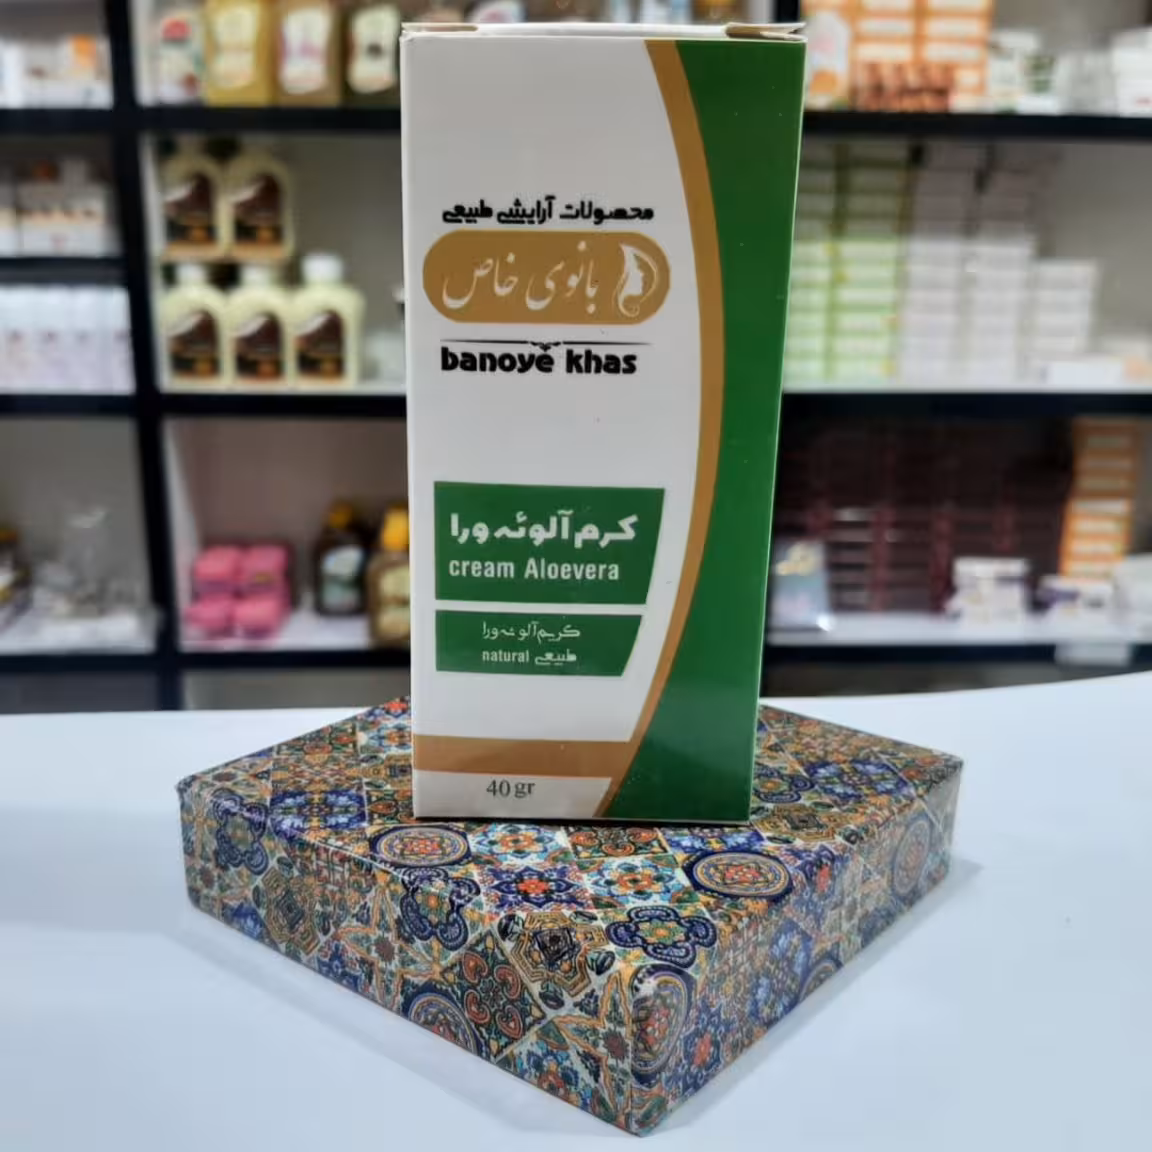 محصولات آرایشی طبیعی
بانوی خاص
banoye khas
کرم آلوئه ورا
cream Aloevera
کریم آلوئه ورا
natural طبیعی
40 gr